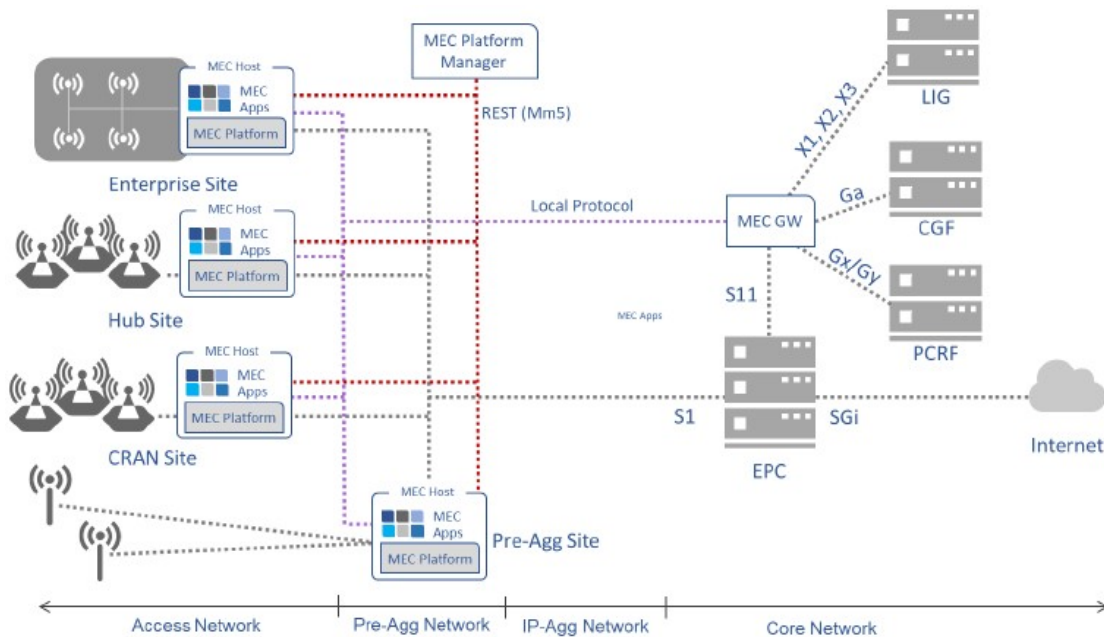 MEC Platform
Manager
LIG
MEC Host
MEC
Apps
MEC Platform
Enterprise Site
REST (Mm5)
X1, X2, X3
Ga
CGF
Local Protocol
MEC GW
MEC Host
MEC
Apps
MEC Platform
Hub Site
Gx/Gy
PCRF
S11
MEC Apps
MEC Host
MEC
Apps
MEC Platform
CRAN Site
S1
SGi
EPC
Internet
MEC Host
MEC
Apps
MEC Platform
Pre-Agg Site
Access Network
Pre-Agg Network
IP-Agg Network
Core Network